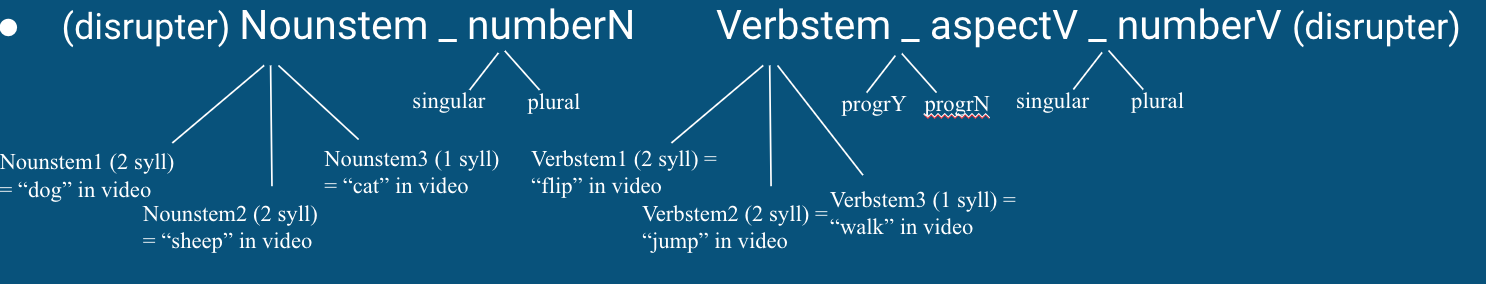 ● (disrupter) Nounstem _ numberN Verbstem _ aspectV _ numberV (disrupter)
singular plural progrY progrN singular plural
Nounstem1 (2 syll)
= “dog” in video
Nounstem2 (2 syll)
= “sheep” in video
Nounstem3 (1 syll)
= “cat” in video
Verbstem1 (2 syll) =
“flip” in video
Verbstem2 (2 syll) =
“jump” in video
Verbstem3 (1 syll) =
“walk” in video